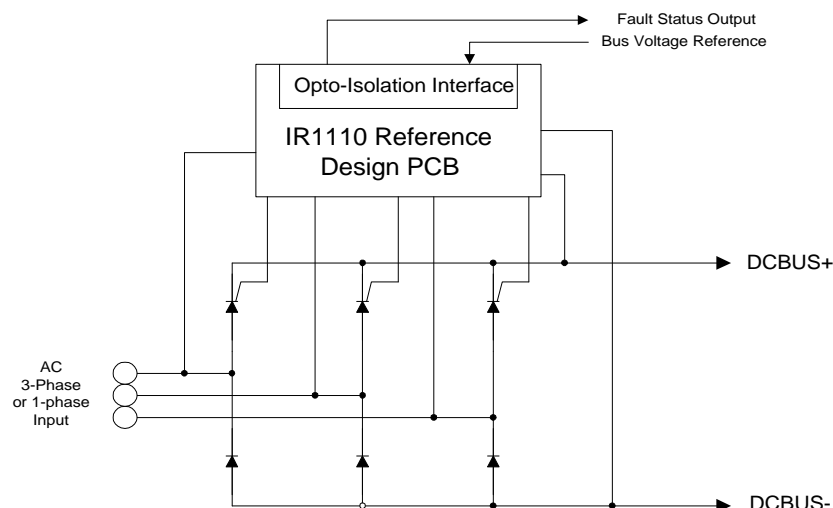 Fault Status Output
Bus Voltage Reference
Opto-Isolation Interface
IR1110 Reference
Design PCB
DCBUS+
AC
3-Phase
or 1-phase
Input
DCBUS-